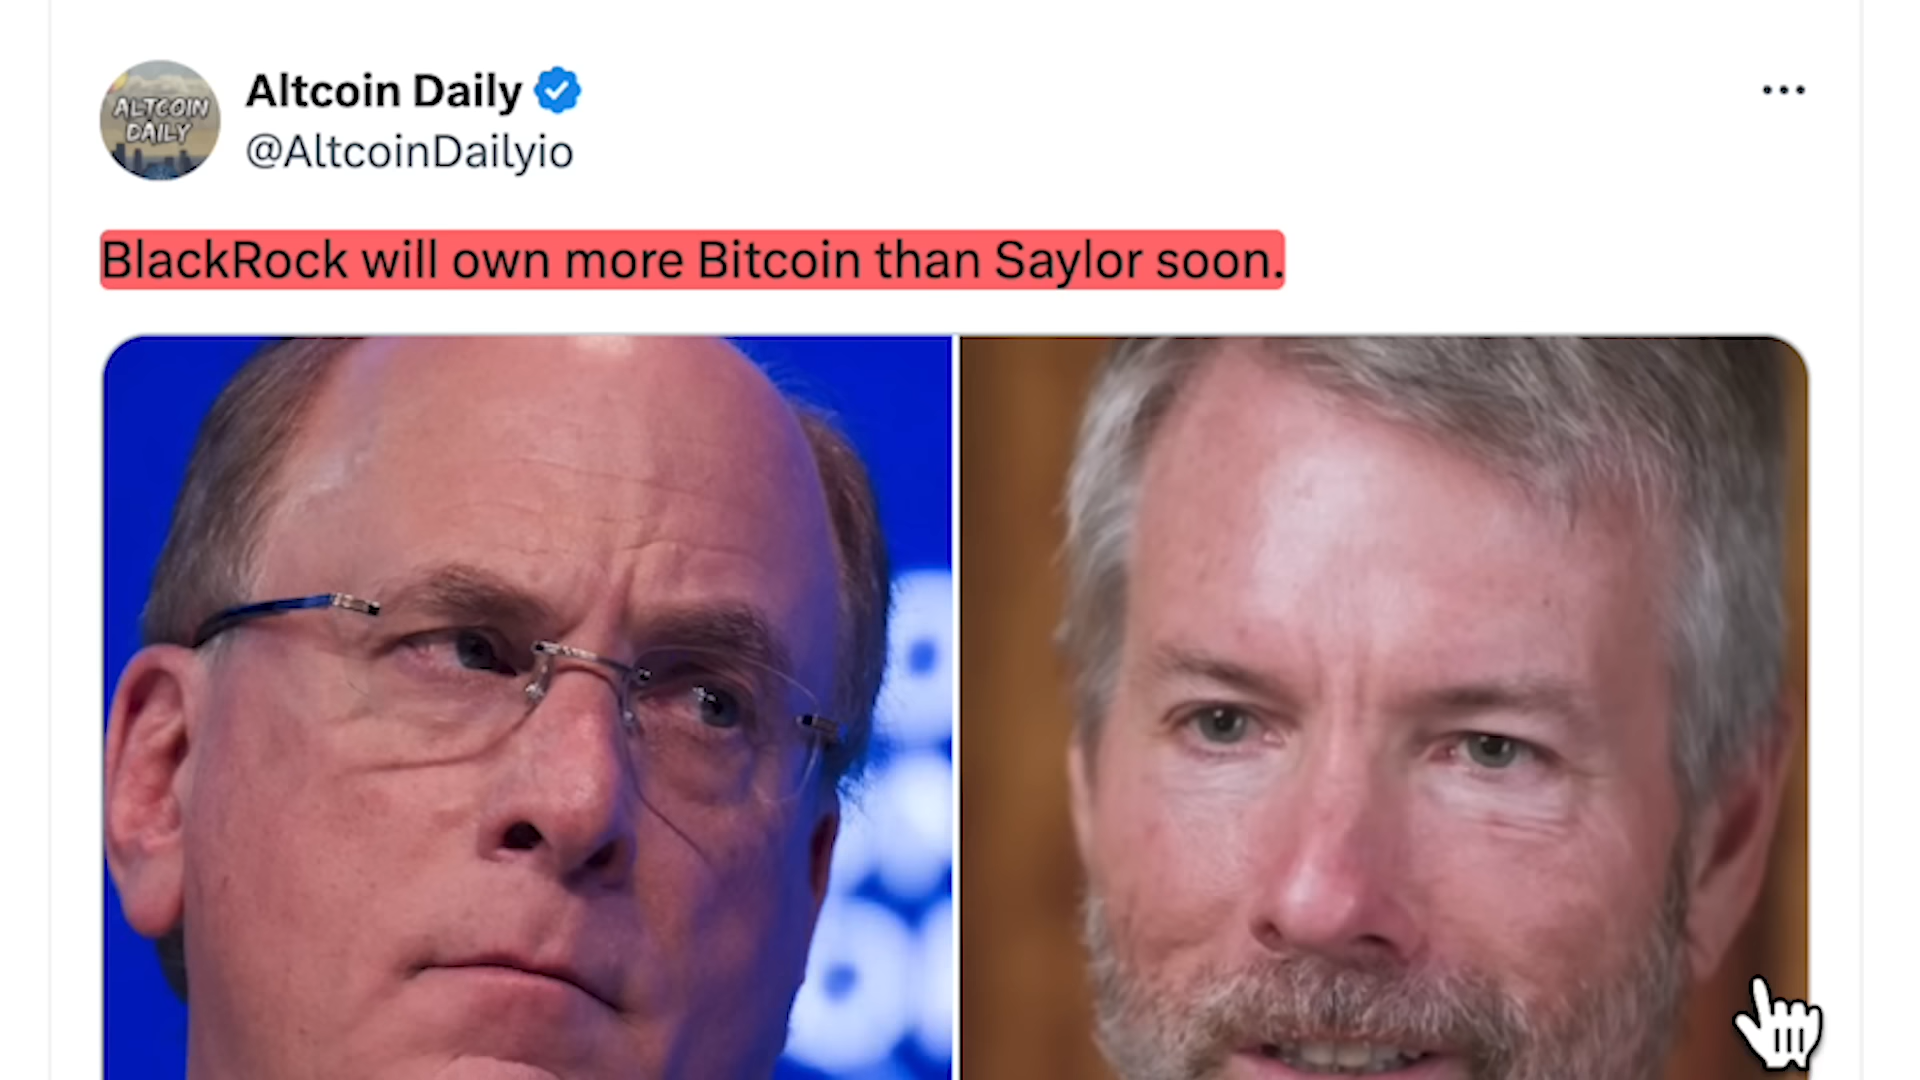 ALTCOIN
DAILY
Altcoin Daily
@AltcoinDailyio
BlackRock will own more Bitcoin than Saylor soon.